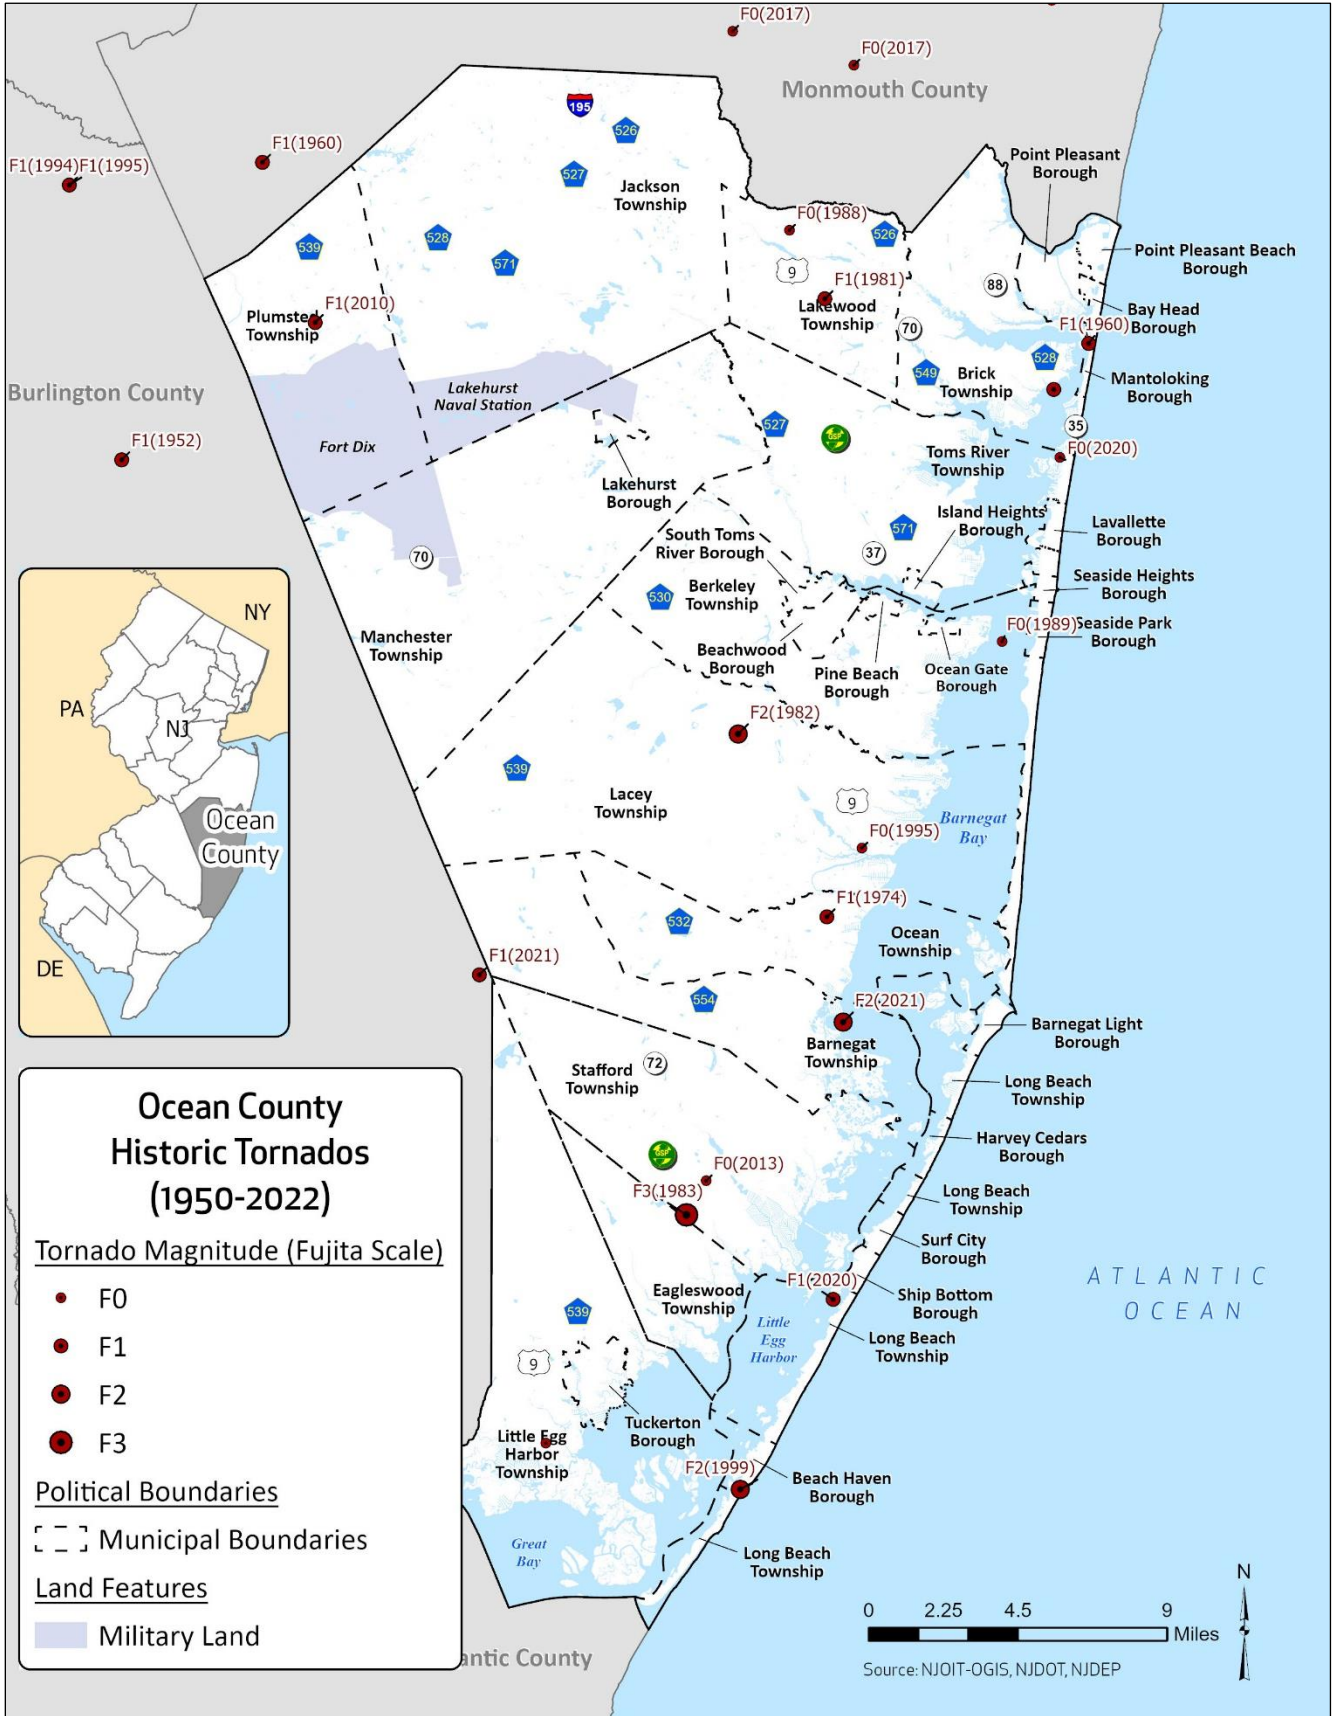 F0(2017)
F0(2017)
Monmouth County
195
526
F1(1960)
F1(1994)
F1(1995)
527
Point Pleasant
Borough
Jackson
Township
F0(1988)
526
528
539
571
9
Point Pleasant Beach
Borough
F1(1981)
88
F1(2010)
Plumsted
Township
Lakewood
Township
70
Bay Head
Borough
F1(1960)
528
549
Brick
Township
Mantoloking
Borough
Burlington County
Lakehurst
Naval Station
527
GSP
35
F1(1952)
Fort Dix
Toms River
Township
F0(2020)
Lakehurst
Borough
Island Heights
Borough
571
Lavallette
Borough
South Toms
River Borough
37
70
Seaside Heights
Borough
530
Berkeley
Township
F0(1989)
Seaside Park
Borough
Manchester
Township
Beachwood
Borough
Pine Beach
Borough
Ocean Gate
Borough
NY
PA
NJ
Ocean
County
DE
F2(1982)
539
Lacey
Township
9
Barnegat
Bay
F0(1995)
F1(1974)
532
Ocean
Township
F1(2021)
554
F2(2021)
Barnegat
Township
Barnegat Light
Borough
Stafford
Township
72
Long Beach
Township
Harvey Cedars
Borough
GSP
F0(2013)
F3(1983)
Long Beach
Township
Surf City
Borough
F1(2020)
Eagleswood
Township
Ship Bottom
Borough
ATLANTIC
OCEAN
539
Little
Egg
Harbor
Long Beach
Township
9
Tuckerton
Borough
Little Egg
Harbor
Township
F2(1999)
Beach Haven
Borough
Great
Bay
Long Beach
Township
antic County
Ocean County
Historic Tornados
(1950-2022)
Tornado Magnitude (Fujita Scale)
F0
F1
F2
F3
Political Boundaries
Municipal Boundaries
Land Features
Military Land
N
0 2.25 4.5 9
Miles
Source: NJOIT-OGIS, NJDOT, NJDEP